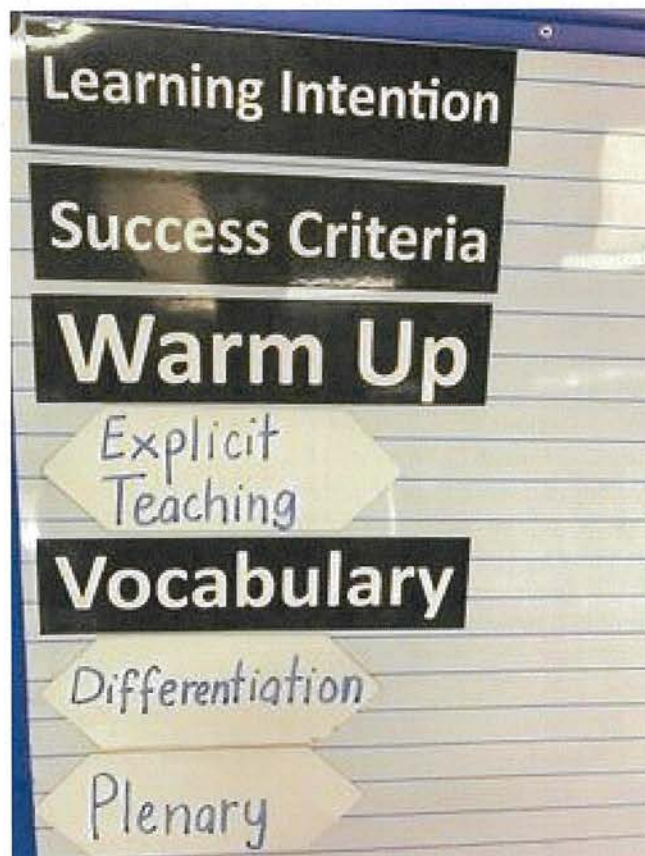 Learning Intention
Success Criteria
Warm Up
Explicit
Teaching
Vocabulary
Differentiation
Plenary